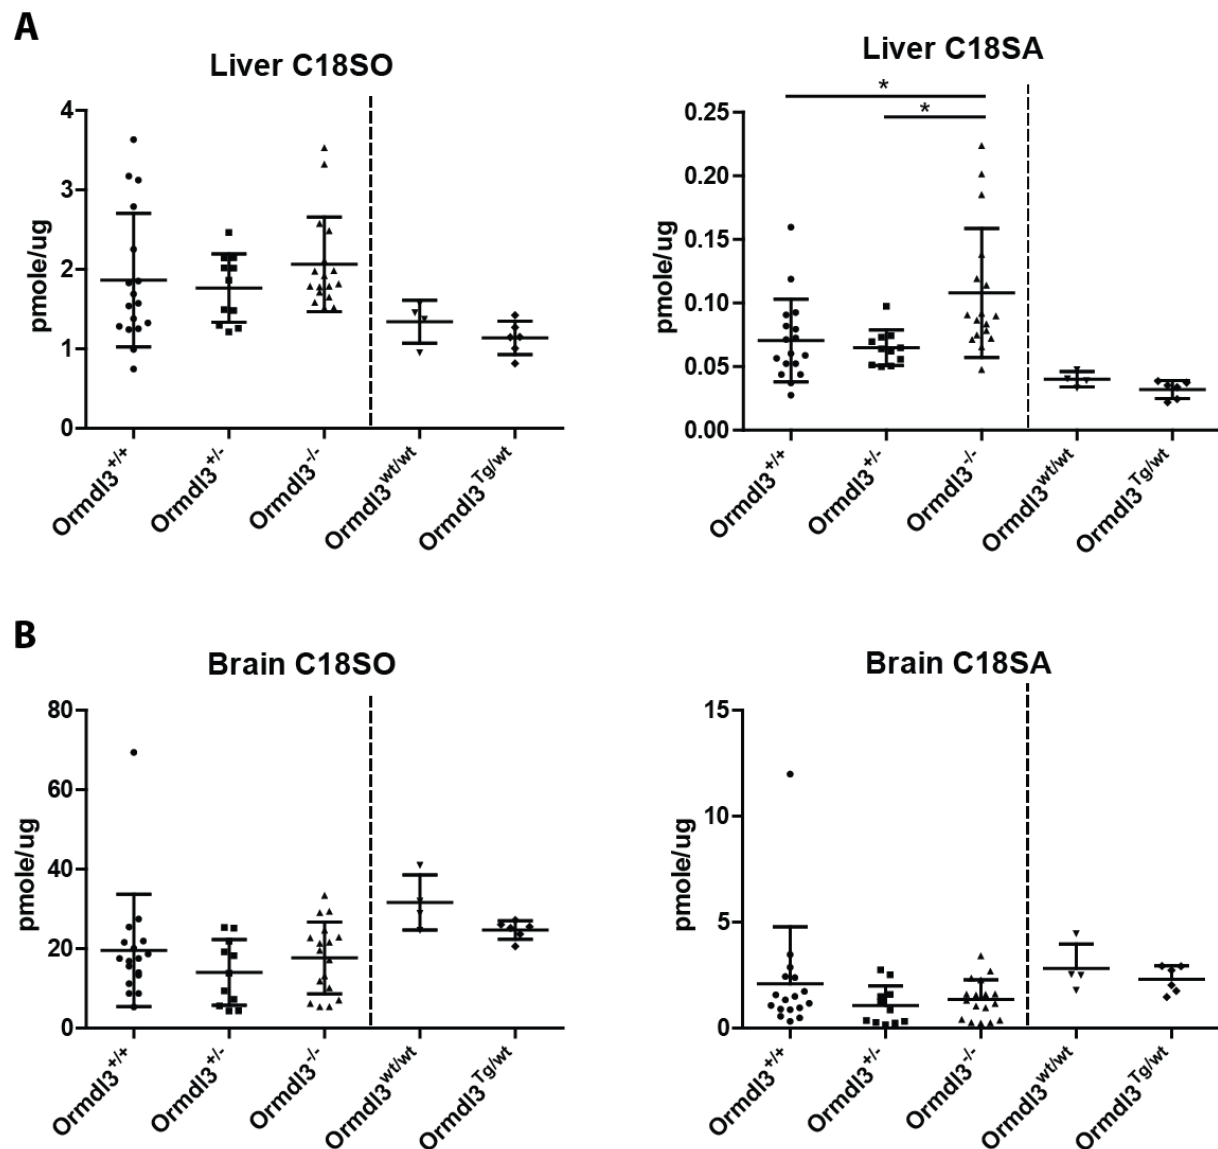 A
Liver C18SO
pmole/ug
4
3
2
1
0
Ormdl3+/+
Ormdl3+/-
Ormdl3-/-
Ormdl3wt/wt
Ormdl3Tg/wt
Liver C18SA
pmole/ug
0.25
0.20
0.15
0.10
0.05
0.00
*
*
Ormdl3+/+
Ormdl3+/-
Ormdl3-/-
Ormdl3wt/wt
Ormdl3Tg/wt
B
Brain C18SO
pmole/ug
80
60
40
20
0
Ormdl3+/+
Ormdl3+/-
Ormdl3-/-
Ormdl3wt/wt
Ormdl3Tg/wt
Brain C18SA
pmole/ug
15
10
5
0
Ormdl3+/+
Ormdl3+/-
Ormdl3-/-
Ormdl3wt/wt
Ormdl3Tg/wt